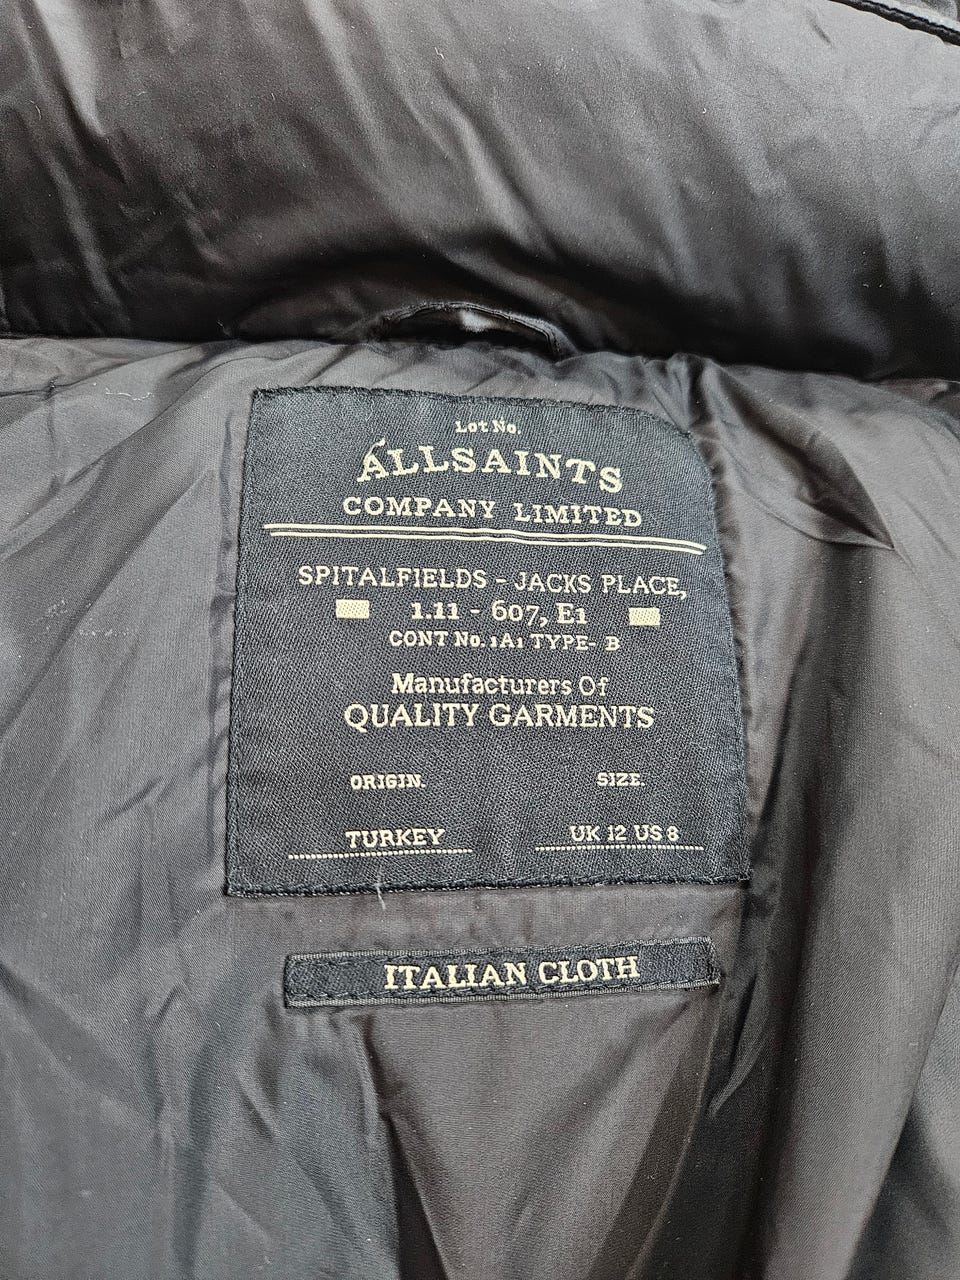 Lot No.
ALLSAINTS
COMPANY LIMITED
SPITALFIELDS - JACKS PLACE,
1.11 - 607, E1
CONT No. 1A1 TYPE- B
Manufacturers Of
QUALITY GARMENTS
ORIGIN. SIZE.
TURKEY UK 12 US 8
ITALIAN CLOTH